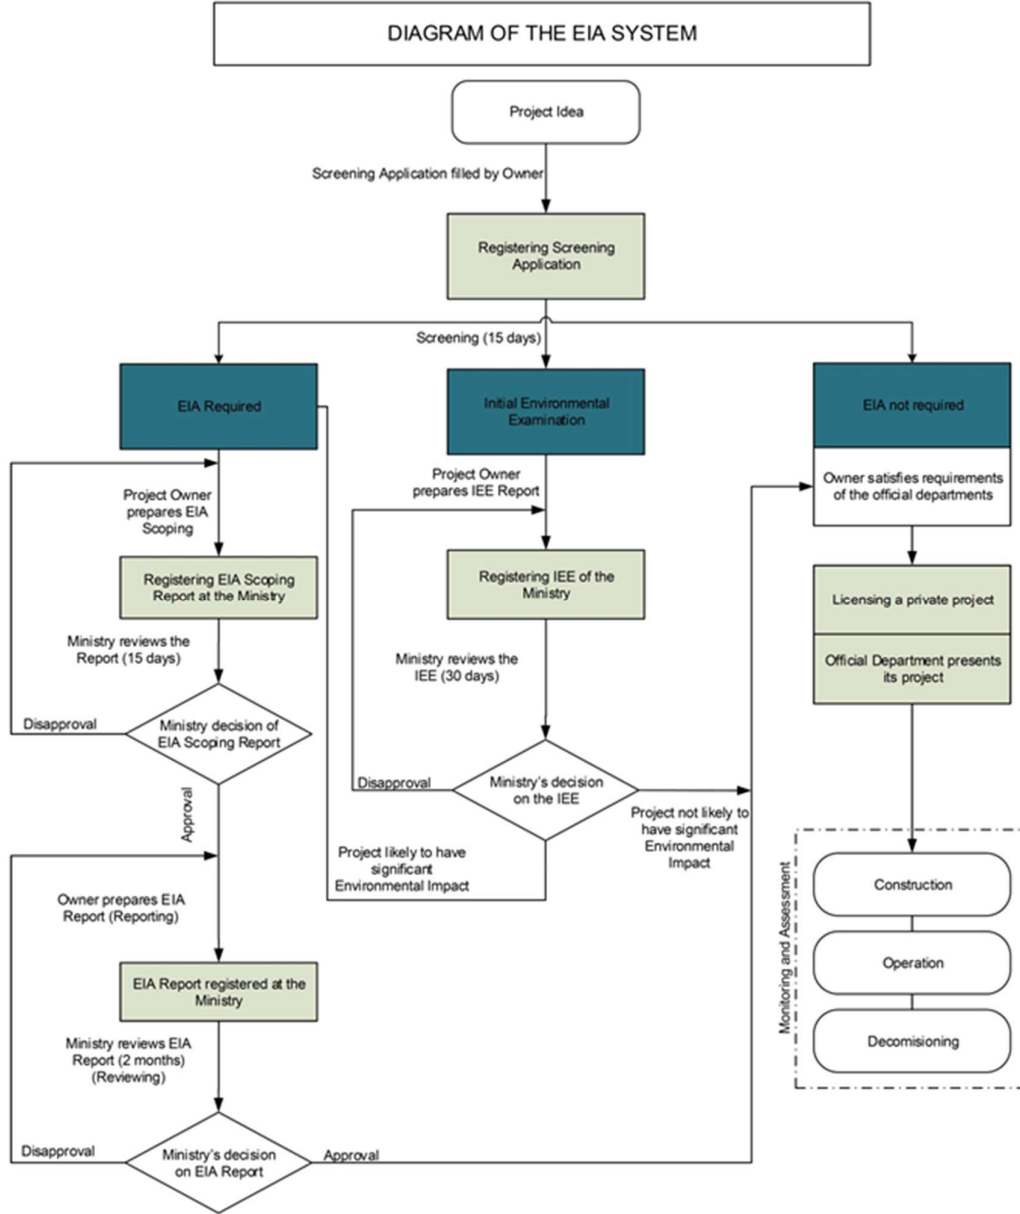 DIAGRAM OF THE EIA SYSTEM
Project Idea
Screening Application filled by Owner
Registering Screening
Application
Screening (15 days)
EIA Required
Initial Environmental
Examination
EIA not required
Owner satisfies requirements
of the official departments
Project Owner
prepares EIA
Scoping
Project Owner
prepares IEE Report
Registering EIA Scoping
Report at the Ministry
Registering IEE of the
Ministry
Licensing a private project
Official Department presents
its project
Ministry reviews the
Report (15 days)
Ministry reviews the
IEE (30 days)
Disapproval
Ministry decision of
EIA Scoping Report
Disapproval
Ministry's decision
on the IEE
Approval
Project not likely to
have significant
Environmental
Impact
Project likely to have
significant
Environmental Impact
Owner prepares EIA
Report (Reporting)
Monitoring and Assessment
Construction
Operation
Decomisioning
EIA Report registered at the
Ministry
Ministry reviews EIA
Report (2 months)
(Reviewing)
Disapproval
Ministry's decision
on EIA Report
Approval